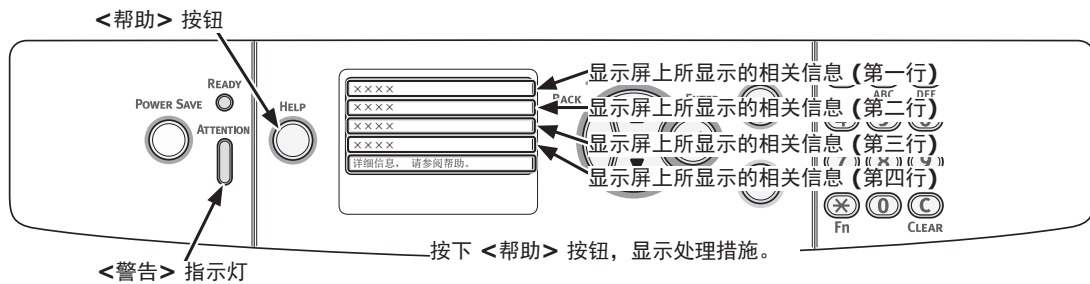 <帮助> 按钮
READY
POWER SAVE
ATTENTION
HELP
××××
××××
××××
××××
详细信息， 请参阅帮助。
BACK
显示屏上所显示的相关信息 (第一行)
ABC DEF
显示屏上所显示的相关信息 (第二行)
显示屏上所显示的相关信息 (第三行)
显示屏上所显示的相关信息 (第四行)
0 C
Fn
CLEAR
按下 <帮助> 按钮，显示处理措施。
<警告> 指示灯